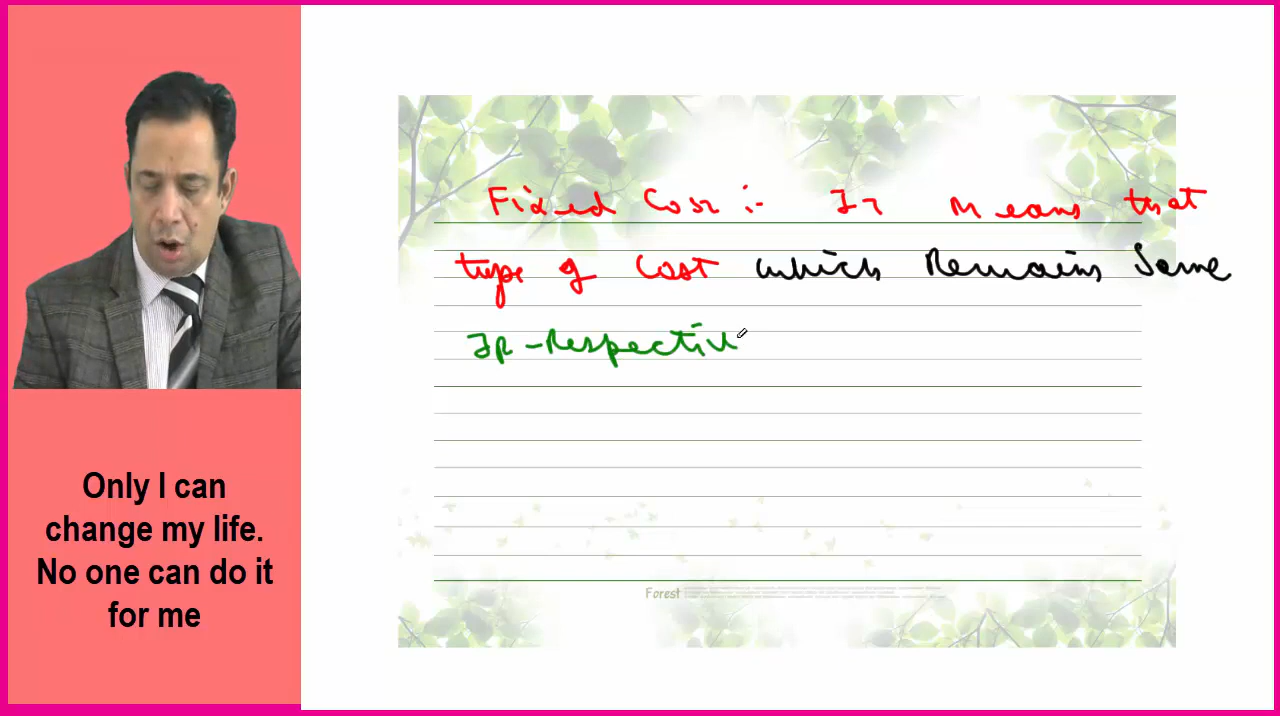 Fixed Cost :- It Means that
type of Cost which Remains Same
IR-Respectiv
Forest
Only I can
change my life.
No one can do it
for me